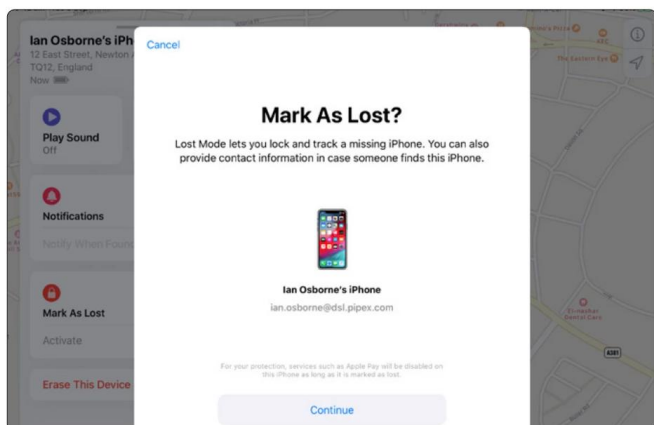 Ian Osborne's iPh
12 East Street, Newton A
TQ12, England
Now
Play Sound
Off
Notifications
Notify When Found
Mark As Lost
Activate
Erase This Device
Cancel
Mark As Lost?
Lost Mode lets you lock and track a missing iPhone. You can also
provide contact information in case someone finds this iPhone.
Ian Osborne's iPhone
ian.osborne@dsl.pipex.com
For your protection, services such as Apple Pay will be disabled on
this iPhone as long as it is marked as lost.
Continue
KFC
The Eastern Eye
Dental Care
A381